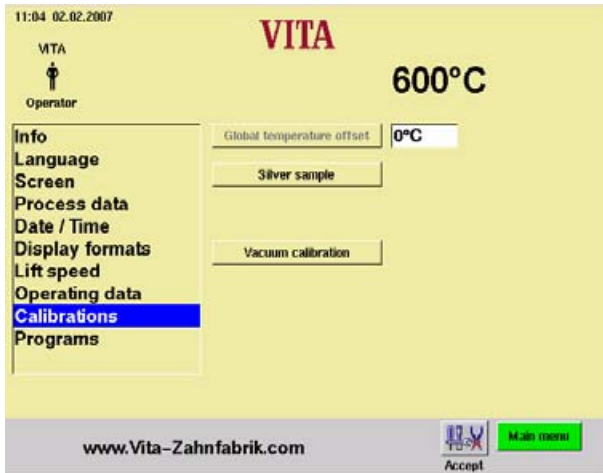 11:04 02.02.2007
VITA
VITA
600°C
Operator
Info
Language
Screen
Process data
Date / Time
Display formats
Lift speed
Operating data
Calibrations
Programs
Global temperature offset
0°C
Silver sample
Vacuum calibration
www.Vita-Zahnfabrik.com
Accept
Main menu